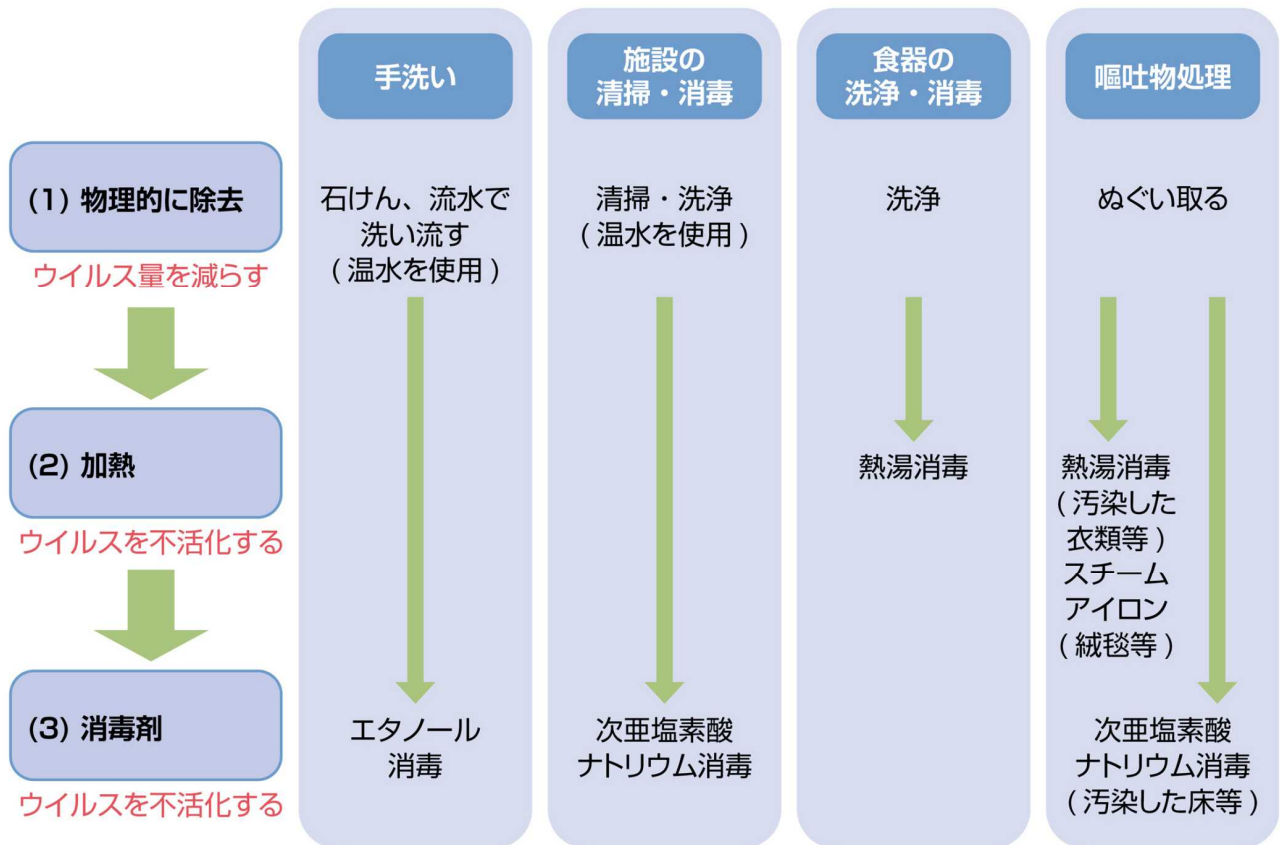 手洗い
施設の
清掃・消毒
食器の
洗浄・消毒
嘔吐物処理
(1) 物理的に除去
ウイルス量を減らす
石けん、流水で
洗い流す
(温水を使用)
清掃・洗浄
(温水を使用)
洗浄
ぬぐい取る
(2) 加熱
ウイルスを不活化する
熱湯消毒
熱湯消毒
(汚染した
衣類等)
スチーム
アイロン
(絨毯等)
(3) 消毒剤
ウイルスを不活化する
エタノール
消毒
次亜塩素酸
ナトリウム消毒
次亜塩素酸
ナトリウム消毒
(汚染した床等)